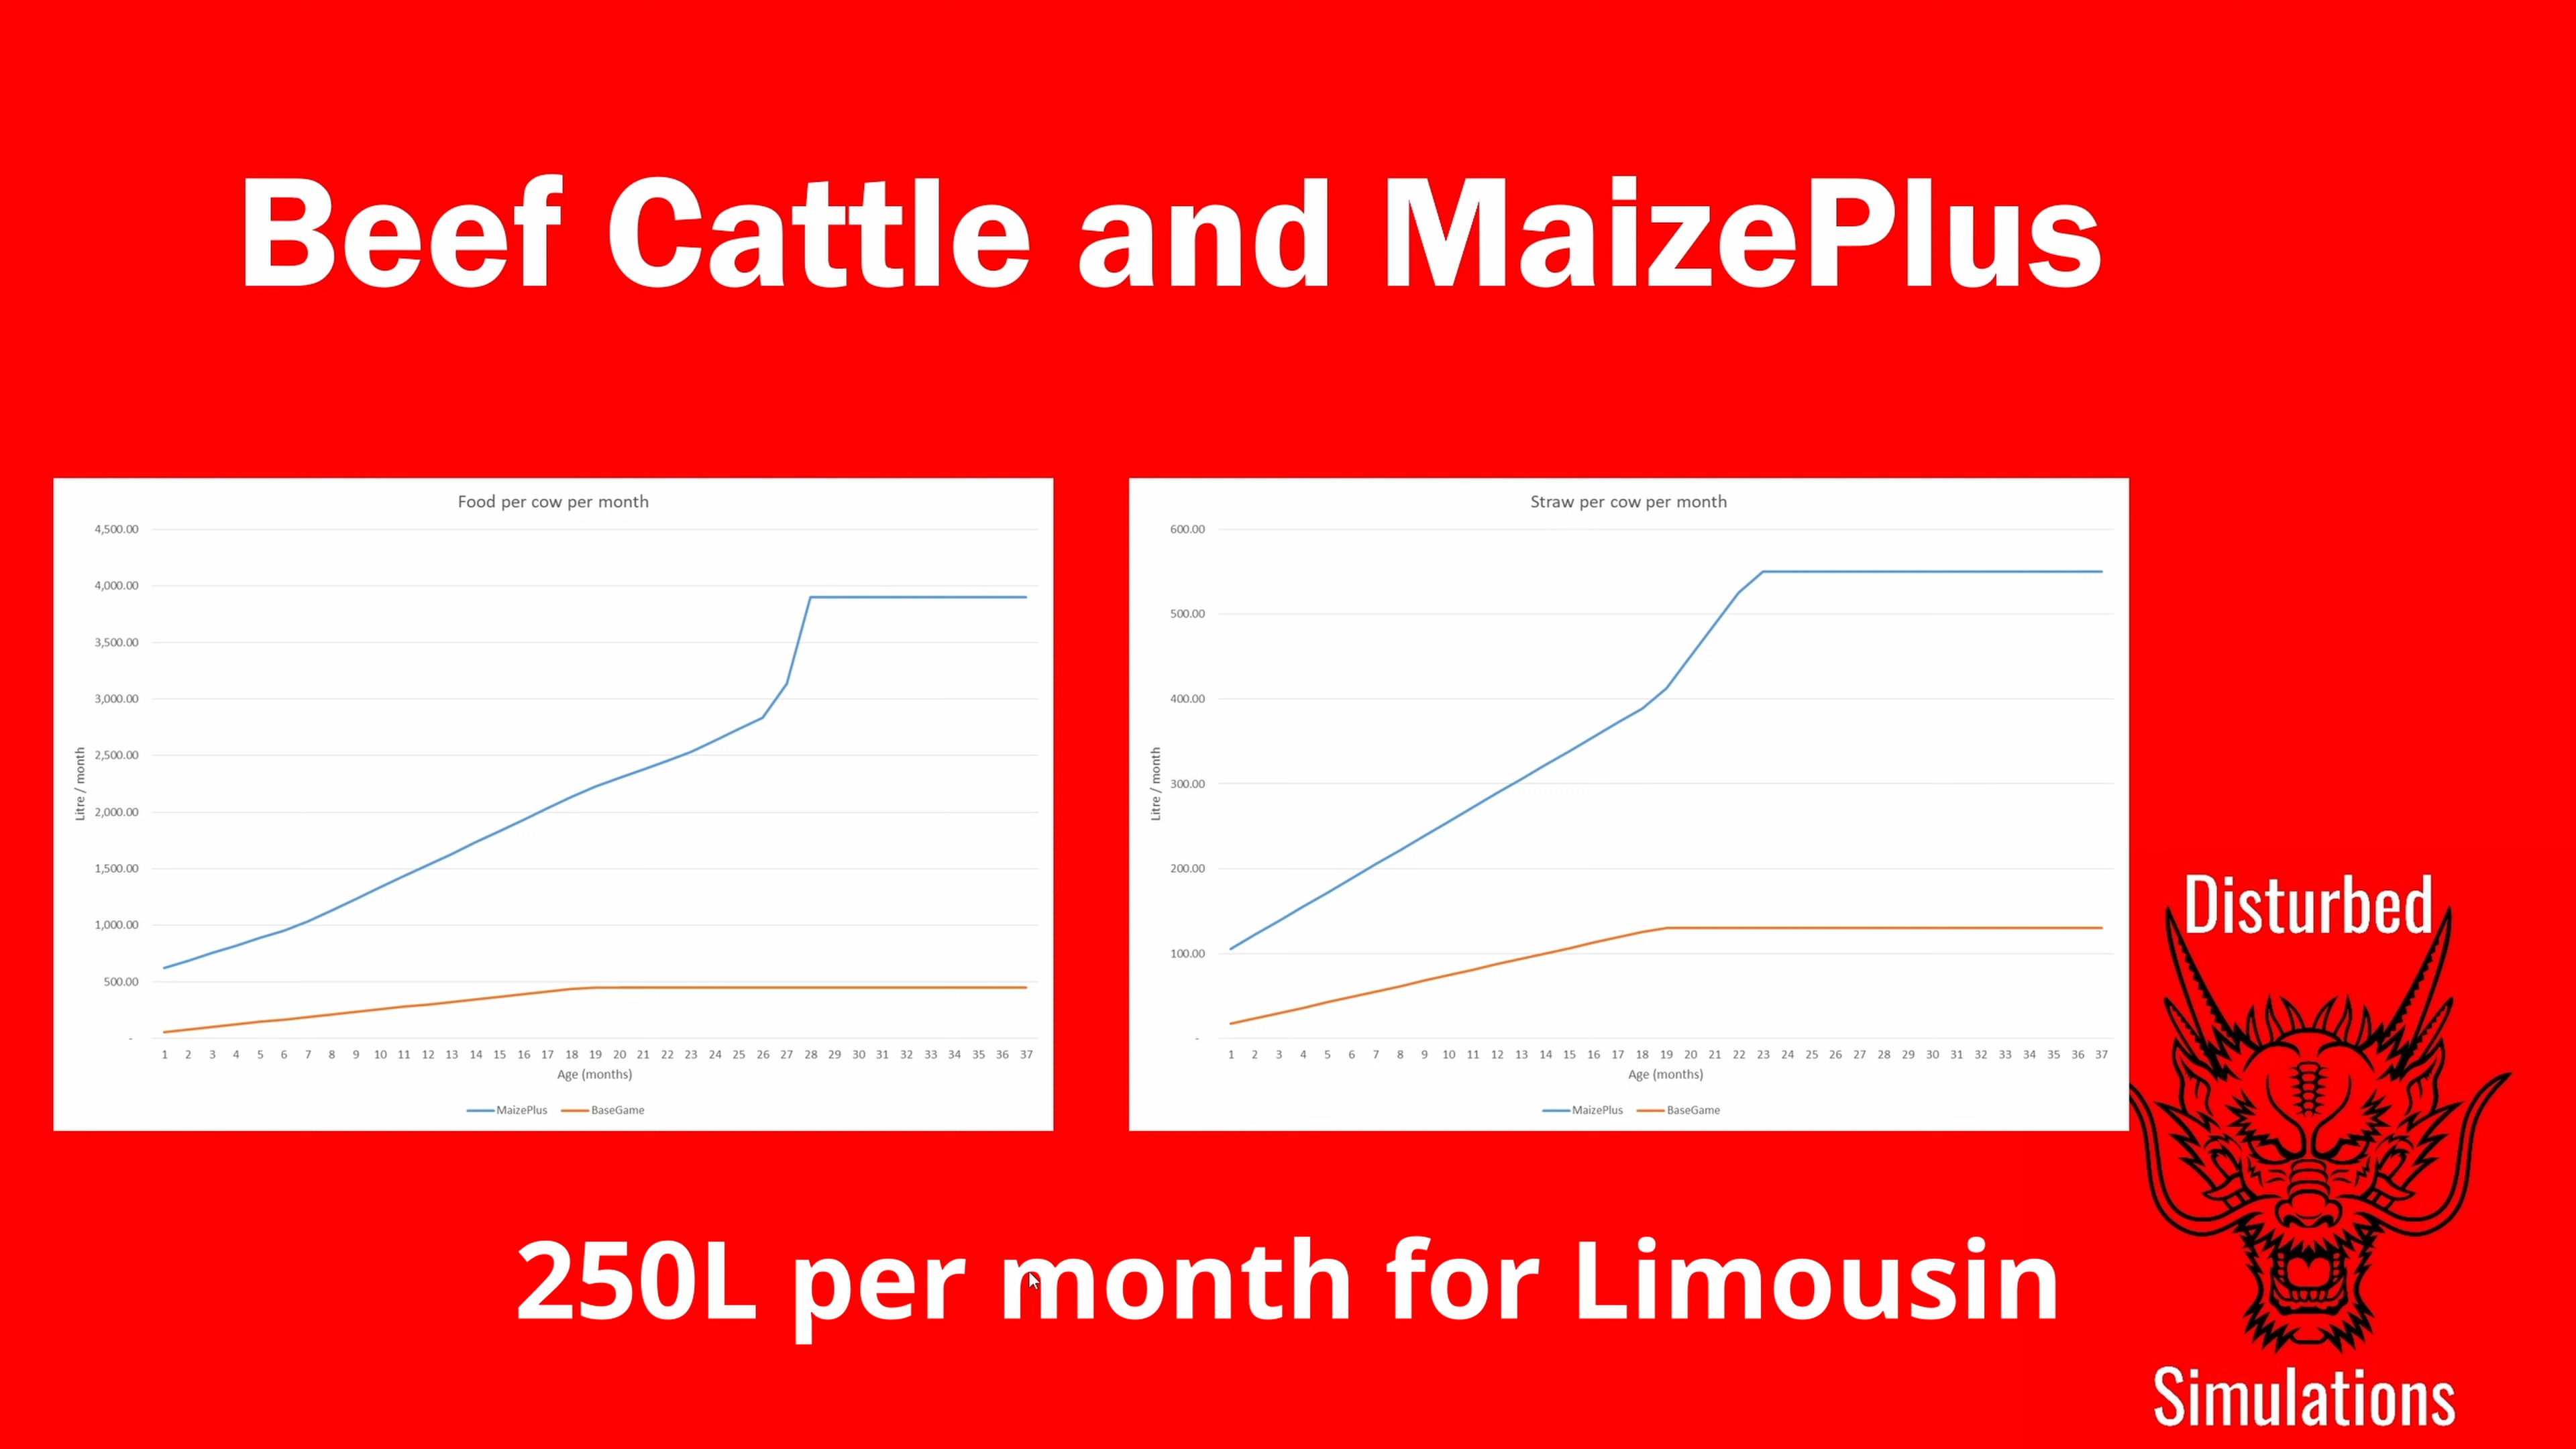 Beef Cattle and MaizePlus
Food per cow per month
4,500.00
4,000.00
3,500.00
3,000.00
2,500.00
2,000.00
1,500.00
1,000.00
500.00
-
Litre / month
1 2 3 4 5 6 7 8 9 10 11 12 13 14 15 16 17 18 19 20 21 22 23 24 25 26 27 28 29 30 31 32 33 34 35 36 37
Age (months)
MaizePlus BaseGame
Straw per cow per month
600.00
500.00
400.00
300.00
200.00
100.00
-
Litre / month
1 2 3 4 5 6 7 8 9 10 11 12 13 14 15 16 17 18 19 20 21 22 23 24 25 26 27 28 29 30 31 32 33 34 35 36 37
Age (months)
MaizePlus BaseGame
250L per month for Limousin
Disturbed
Simulations